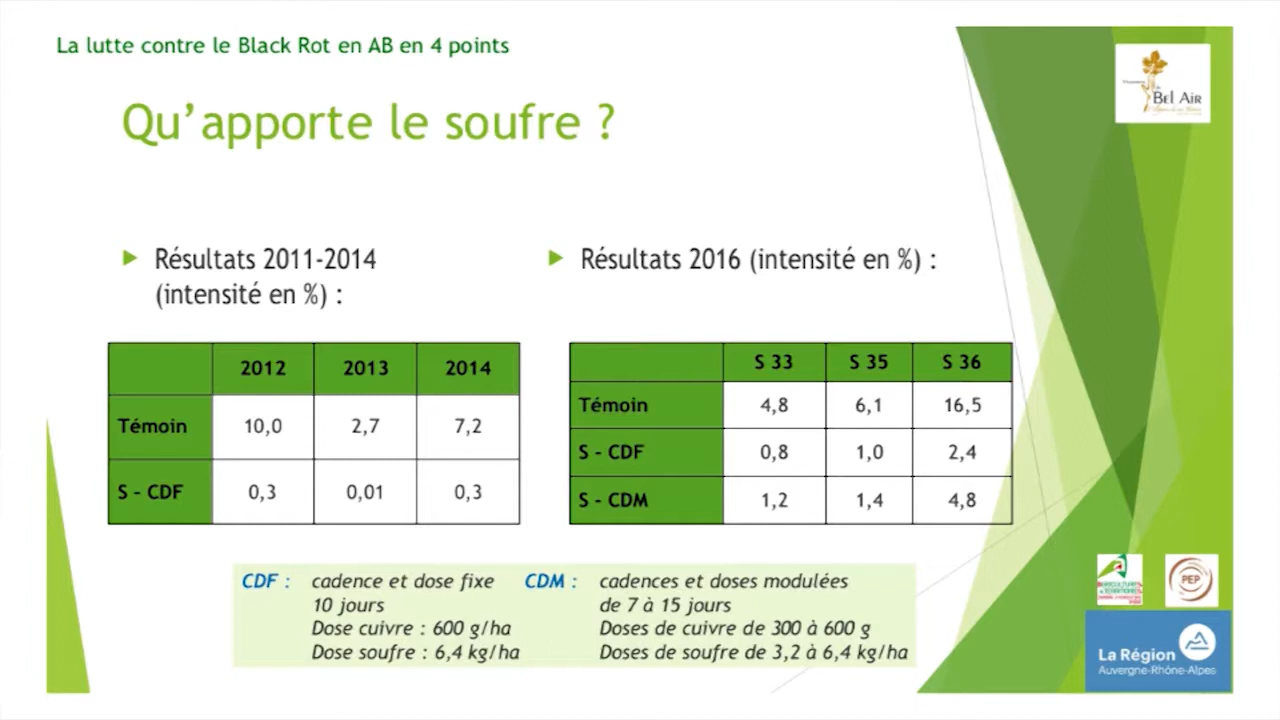 La lutte contre le Black Rot en AB en 4 points
Qu'apporte le soufre ?
Résultats 2011-2014
(intensité en %) :
2012 2013 2014
Témoin 10,0 2,7 7,2
S - CDF 0,3 0,01 0,3
Résultats 2016 (intensité en %) :
S 33 S 35 S 36
Témoin 4,8 6,1 16,5
S - CDF 0,8 1,0 2,4
S - CDM 1,2 1,4 4,8
CDF : cadence et dose fixe
10 jours
Dose cuivre : 600 g/ha
Dose soufre : 6,4 kg/ha
CDM : cadences et doses modulées
de 7 à 15 jours
Doses de cuivre de 300 à 600 g
Doses de soufre de 3,2 à 6,4 kg/ha
BEL AIR
AGRICULTURES
& TERRITOIRES
PEP
La Région
Auvergne-Rhône-Alpes